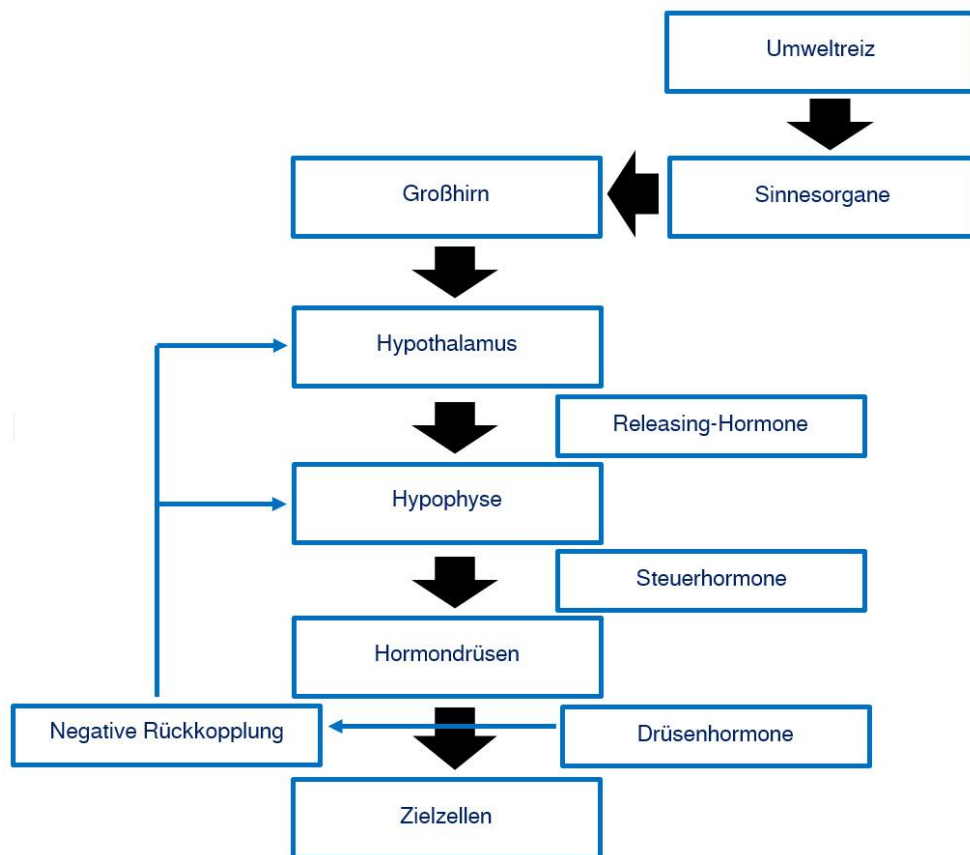 Umweltreiz
Sinnesorgane
Großhirn
Hypothalamus
Releasing-Hormone
Hypophyse
Steuerhormone
Hormondrüsen
Negative Rückkopplung
Drüsenhormone
Zielzellen